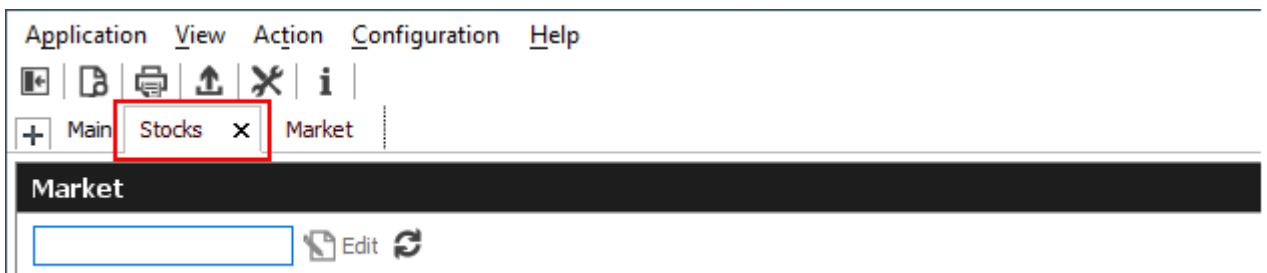 Application View Action Configuration Help
Main Stocks Market
Market
Edit